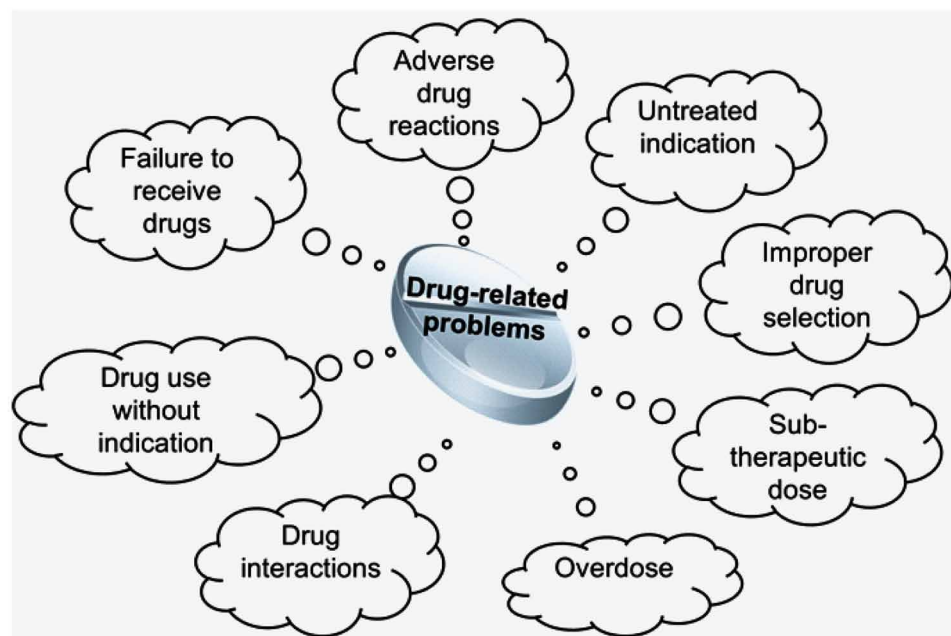 Adverse
drug
reactions
Untreated
indication
Failure to
receive
drugs
Improper
drug
selection
Drug-related
problems
Drug use
without
indication
Sub-
therapeutic
dose
Drug
interactions
Overdose